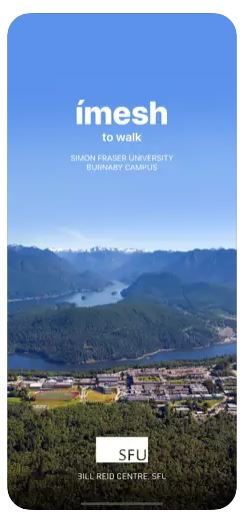 ímesh
to walk
SIMON FRASER UNIVERSITY
BURNABY CAMPUS
SFU
BILL REID CENTRE, SFU